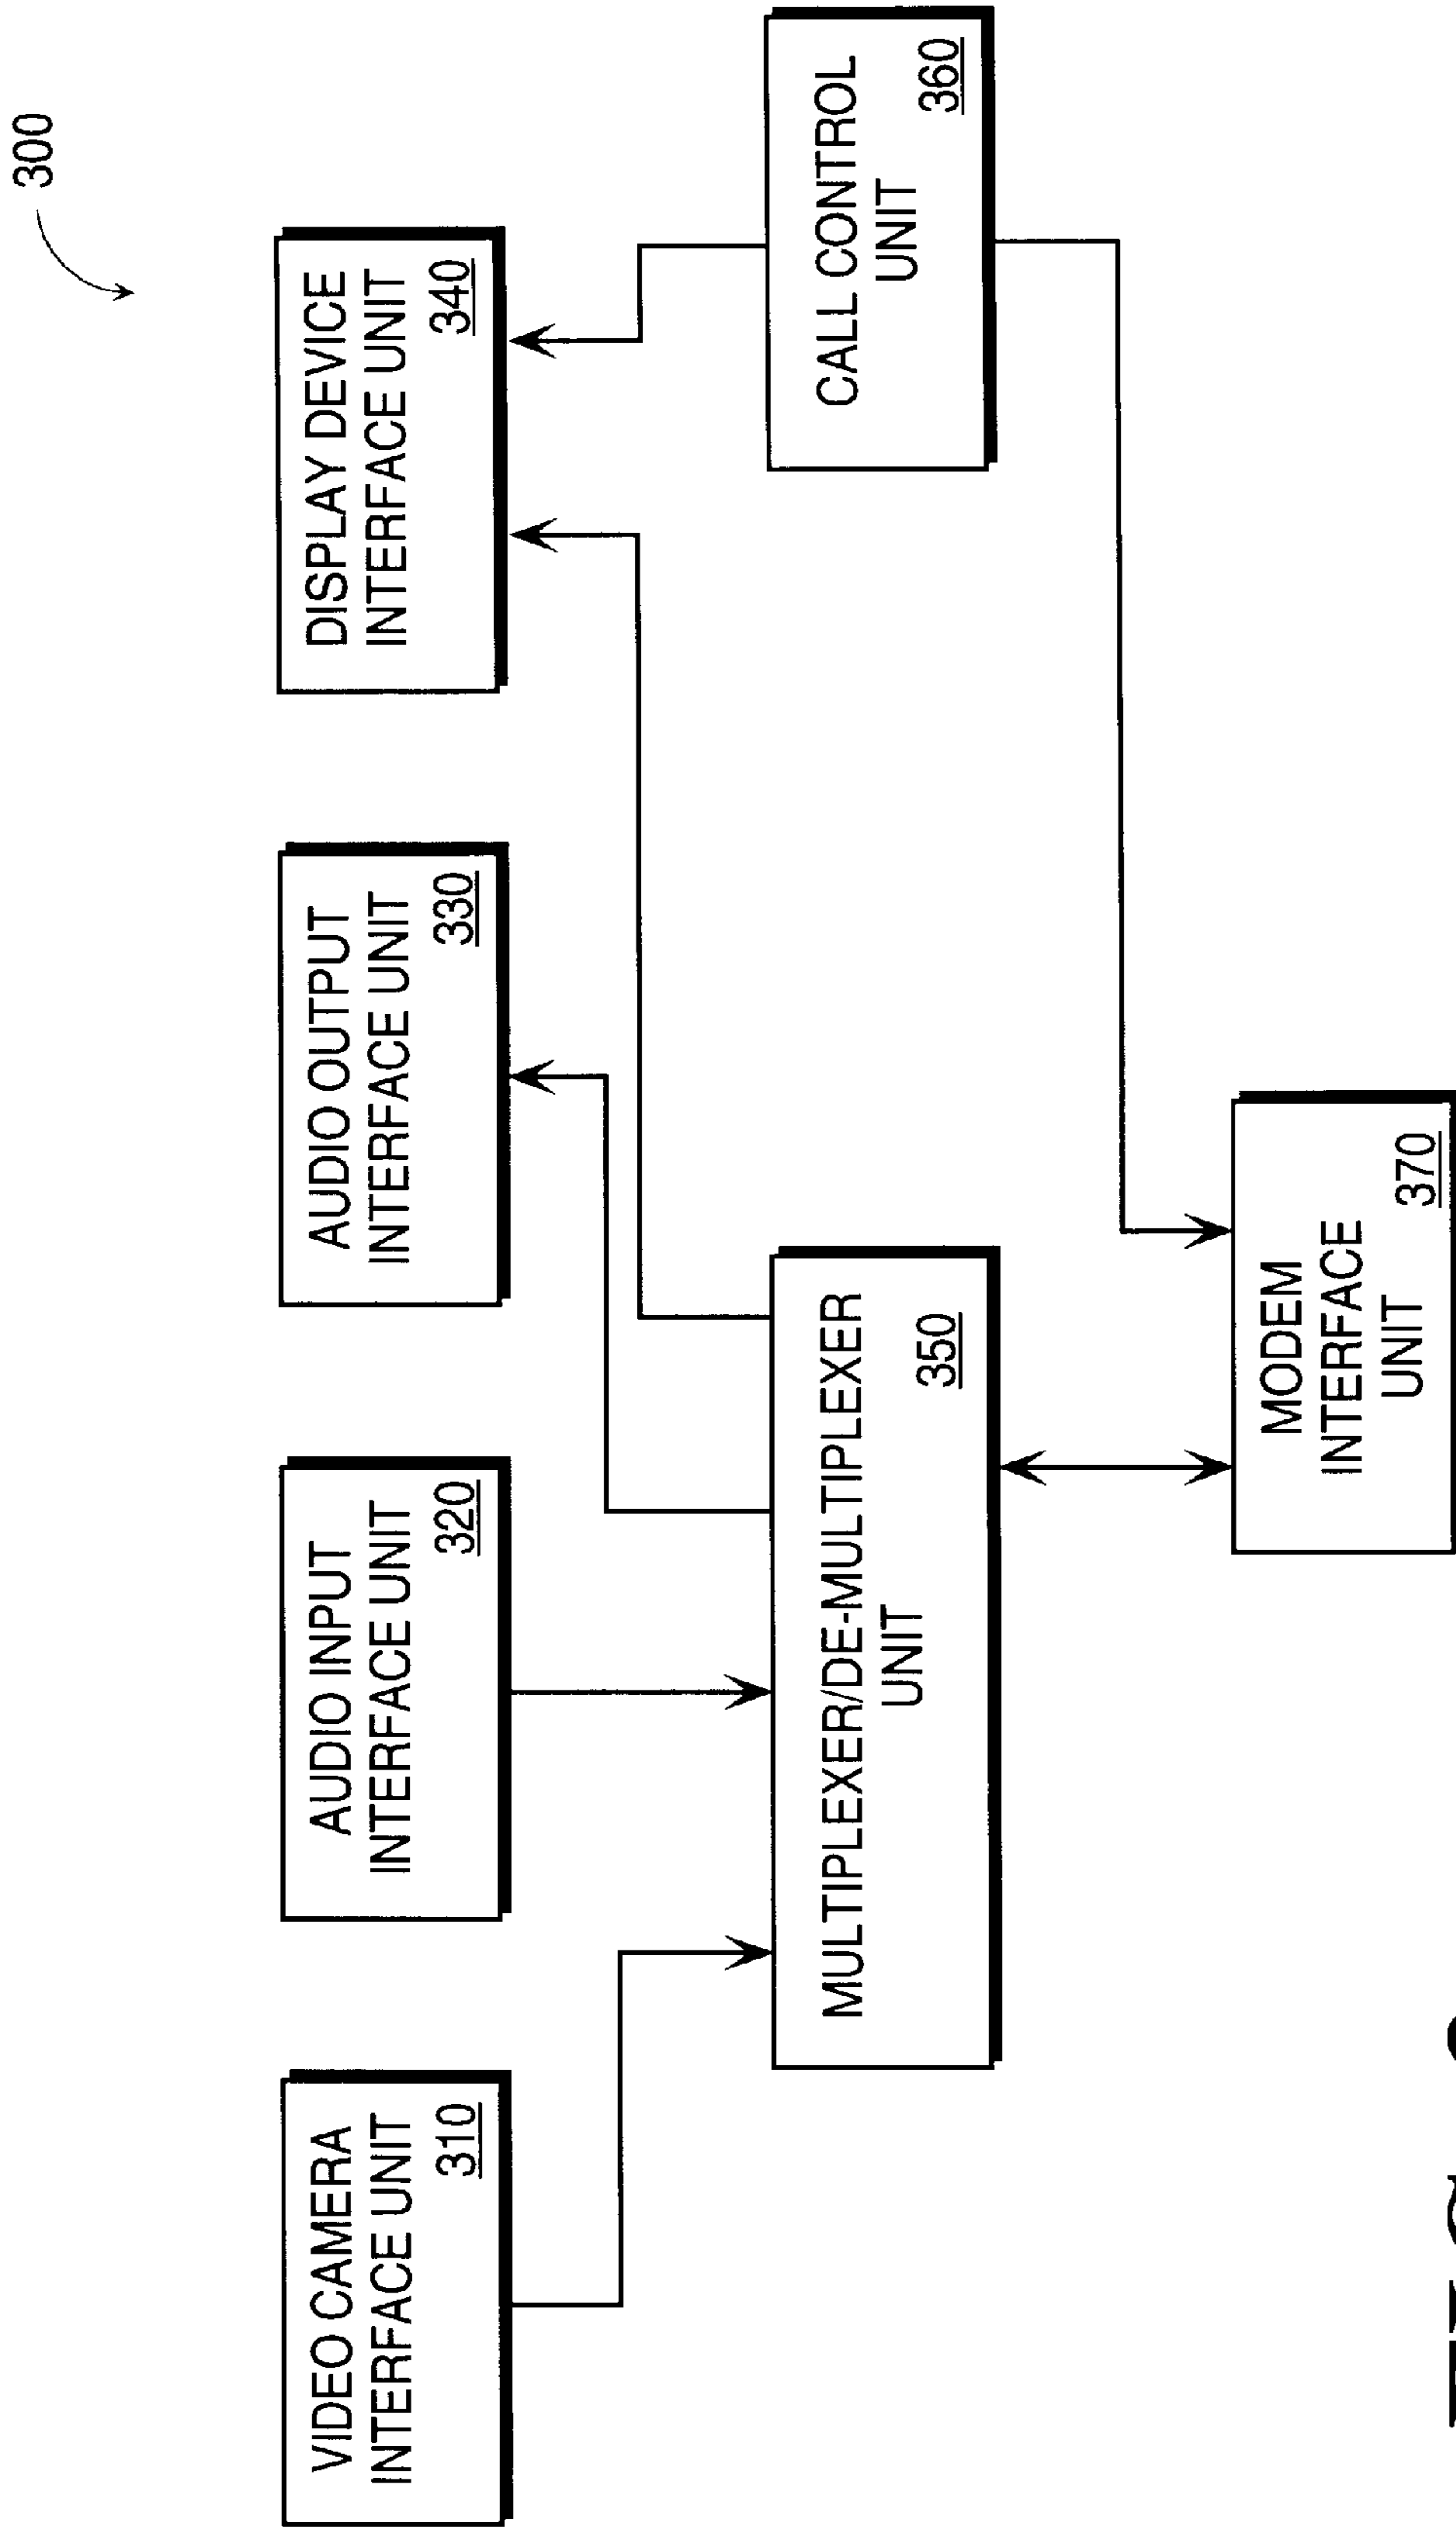 300
VIDEO CAMERA
INTERFACE UNIT
310
AUDIO INPUT
INTERFACE UNIT
320
AUDIO OUTPUT
INTERFACE UNIT
330
DISPLAY DEVICE
INTERFACE UNIT
340
MULTIPLEXER/DE-MULTIPLEXER
UNIT
350
CALL CONTROL
UNIT
360
MODEM
INTERFACE
UNIT
370